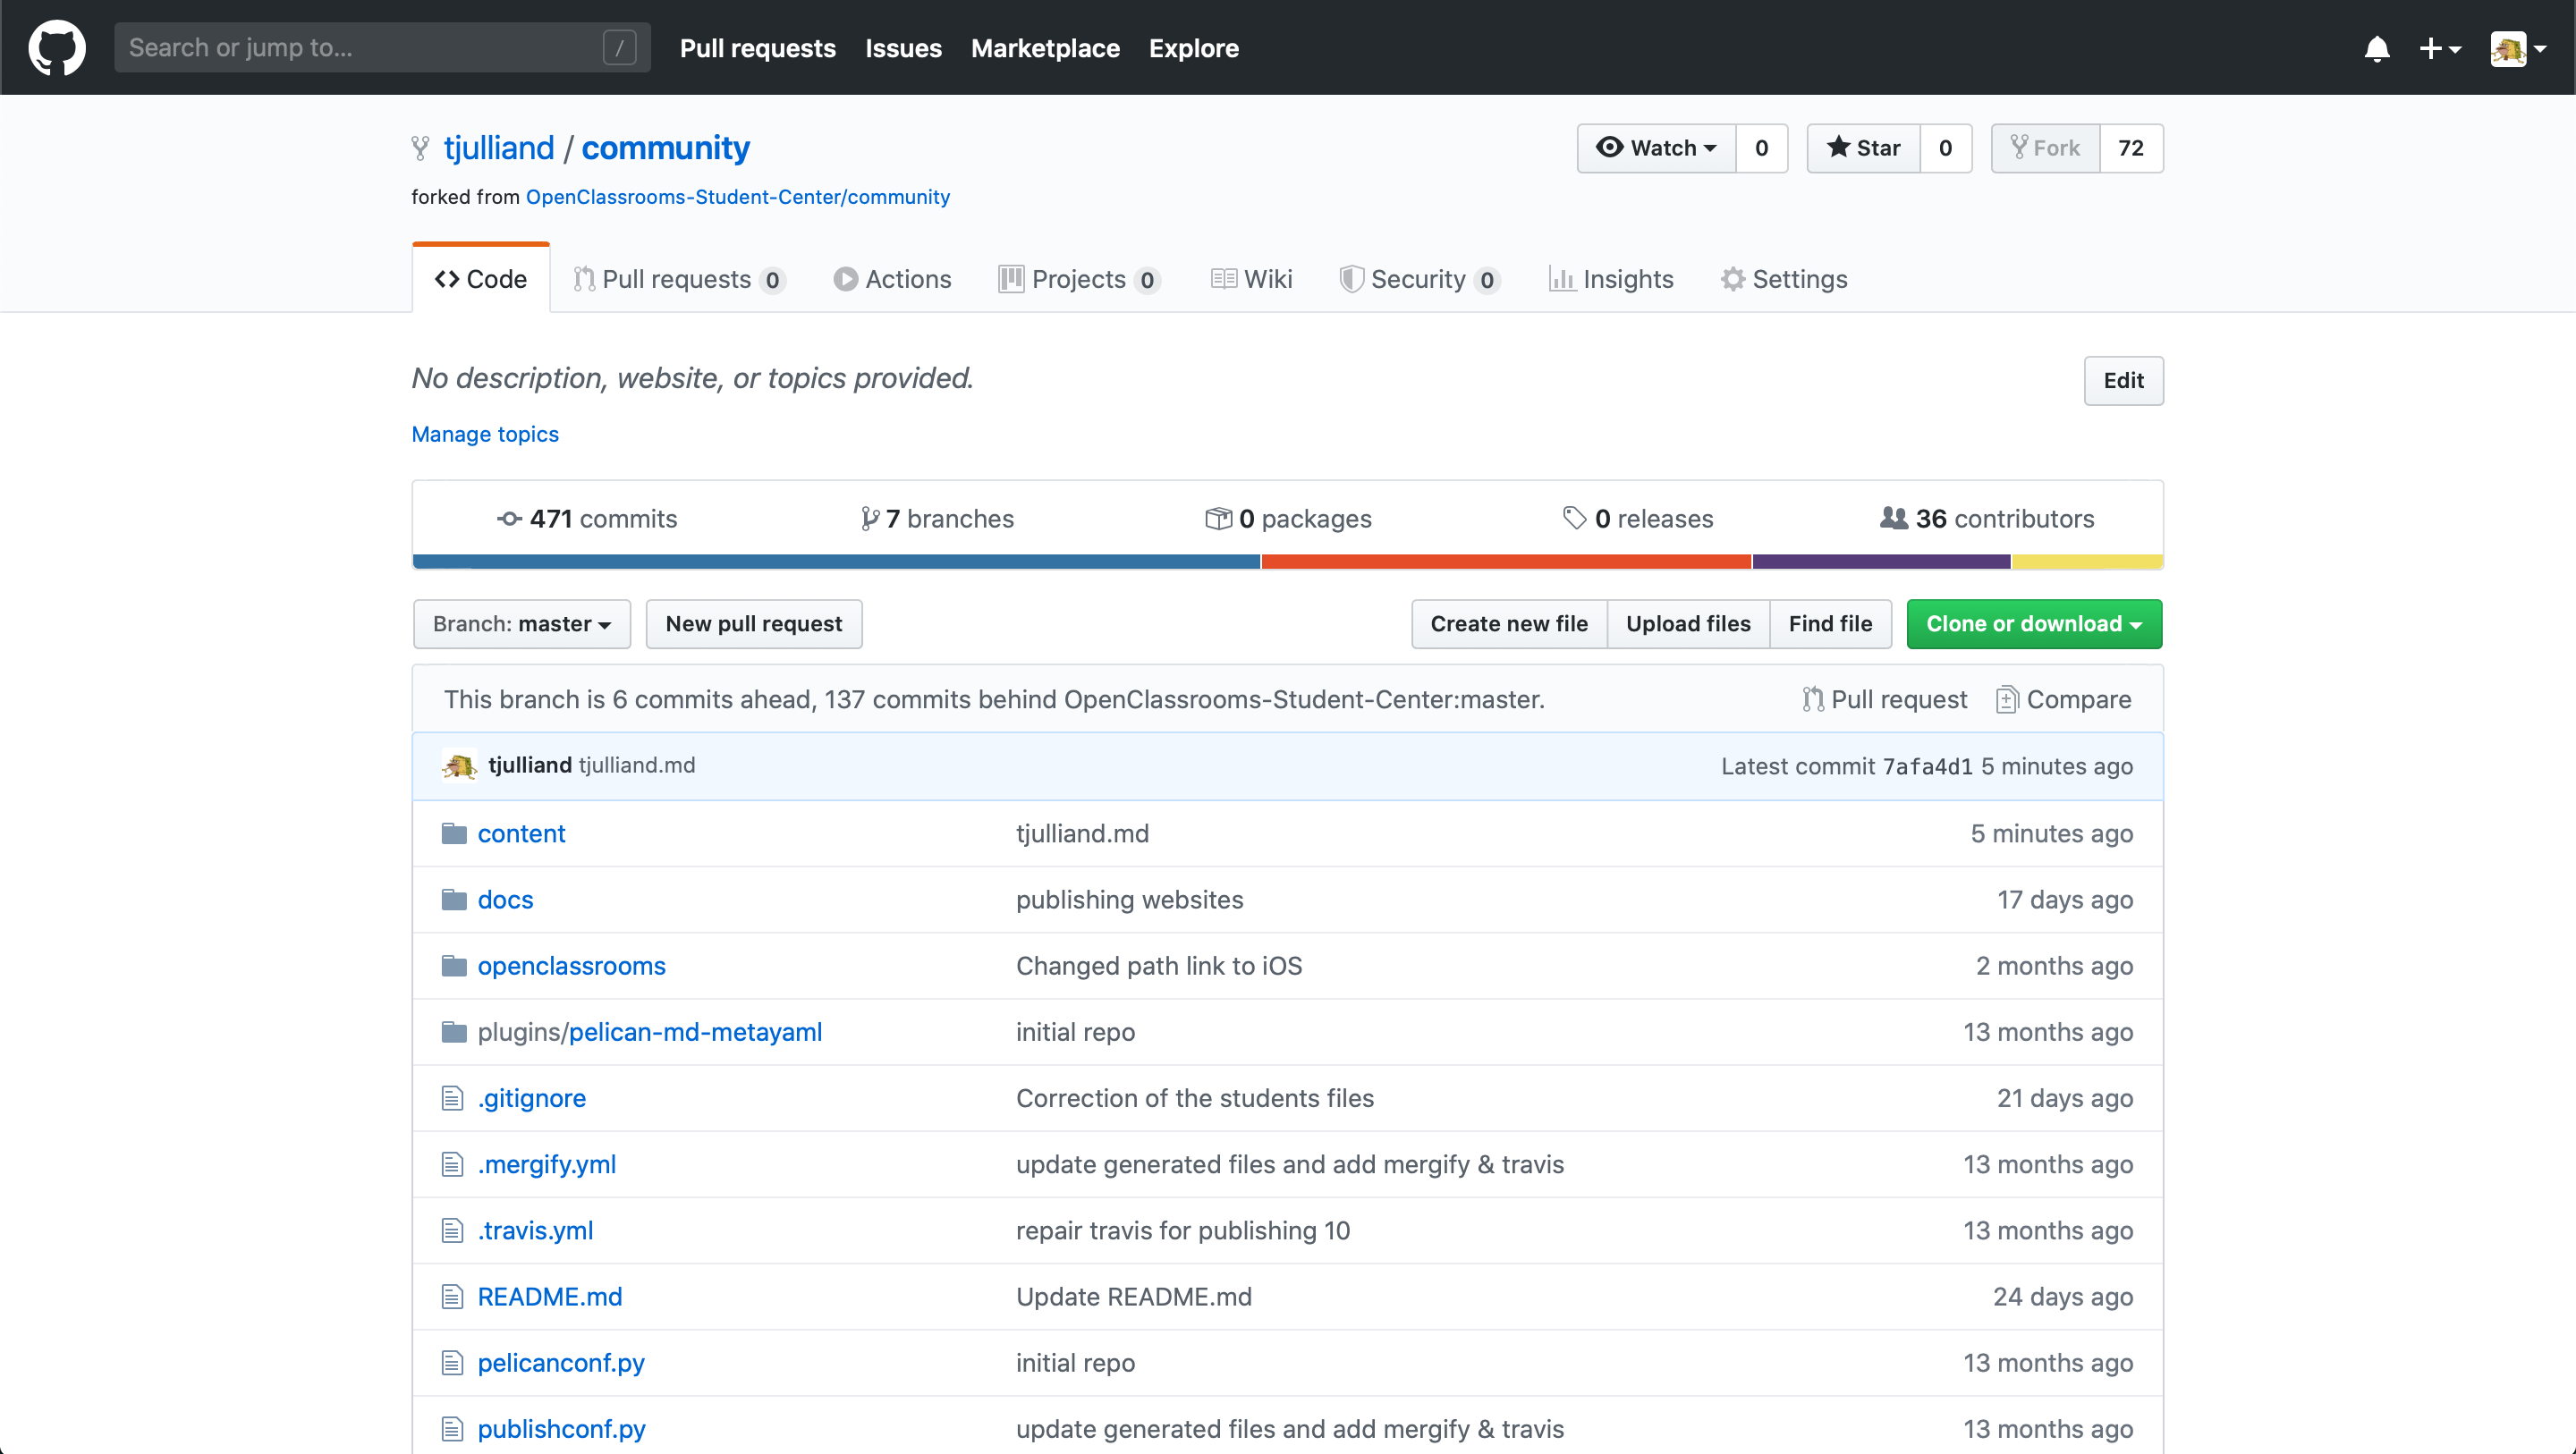 Search or jump to... /
Pull requests Issues Marketplace Explore
tjulliand / community
Watch 0 Star 0 Fork 72
forked from OpenClassrooms-Student-Center/community
Code Pull requests 0 Actions Projects 0 Wiki Security 0 Insights Settings
No description, website, or topics provided.
Edit
Manage topics
471 commits 7 branches 0 packages 0 releases 36 contributors
Branch: master New pull request Create new file Upload files Find file Clone or download
This branch is 6 commits ahead, 137 commits behind OpenClassrooms-Student-Center:master. Pull request Compare
tjulliand tjulliand.md Latest commit 7afa4d1 5 minutes ago
content tjulliand.md 5 minutes ago
docs publishing websites 17 days ago
openclassrooms Changed path link to iOS 2 months ago
plugins/pelican-md-metayaml initial repo 13 months ago
.gitignore Correction of the students files 21 days ago
.mergify.yml update generated files and add mergify & travis 13 months ago
.travis.yml repair travis for publishing 10 13 months ago
README.md Update README.md 24 days ago
pelicanconf.py initial repo 13 months ago
publishconf.py update generated files and add mergify & travis 13 months ago